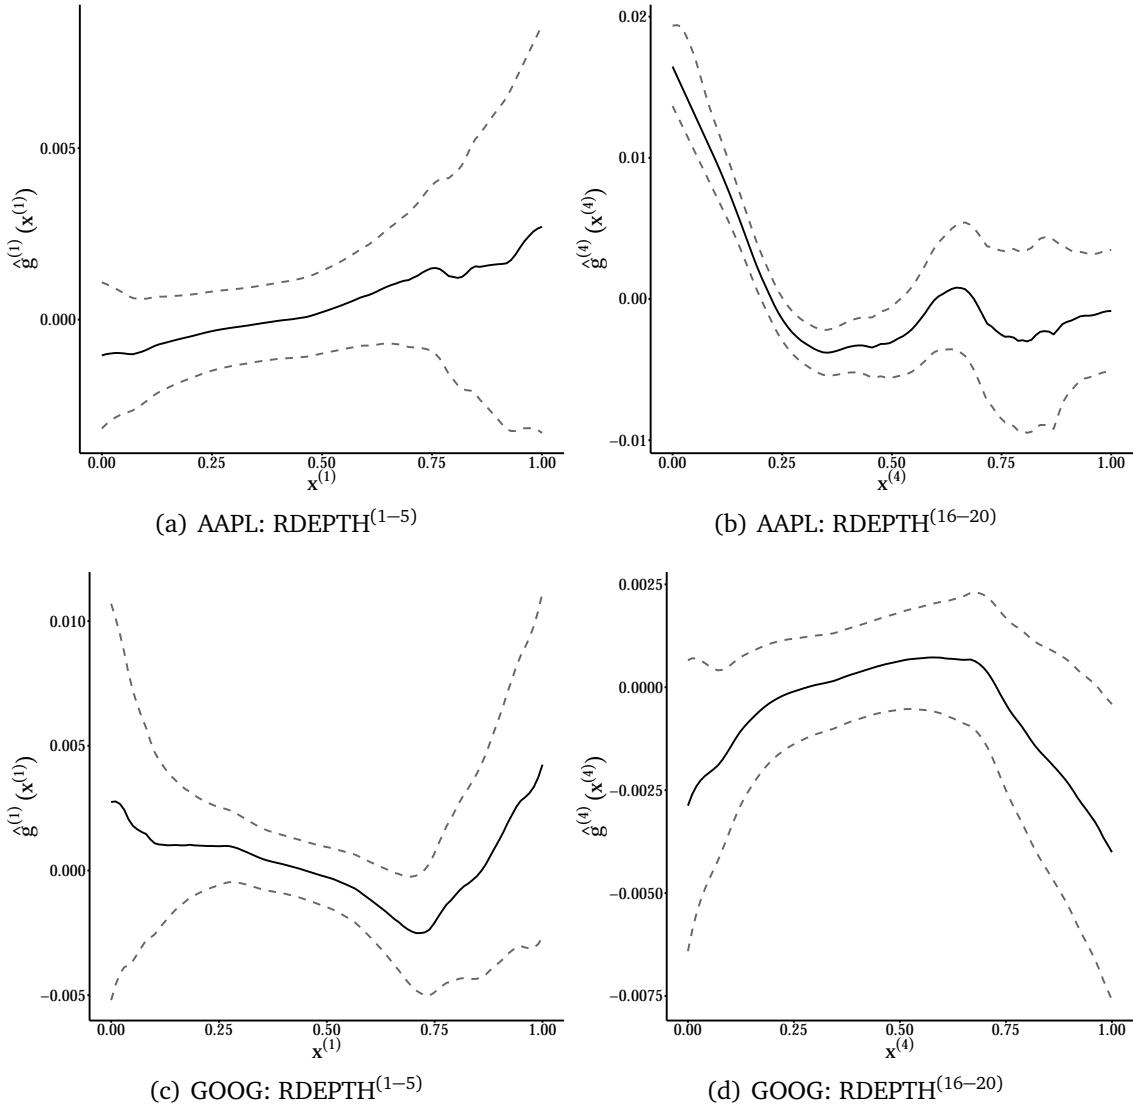 0.005
0.000
ĝ⁽¹⁾ (x⁽¹⁾)
0.00 0.25 0.50 0.75 1.00
x⁽¹⁾
(a) AAPL: RDEPTH⁽¹⁻⁵⁾
0.02
0.01
0.00
−0.01
ĝ⁽⁴⁾ (x⁽⁴⁾)
0.00 0.25 0.50 0.75 1.00
x⁽⁴⁾
(b) AAPL: RDEPTH⁽¹⁶⁻²⁰⁾
0.010
0.005
0.000
−0.005
ĝ⁽¹⁾ (x⁽¹⁾)
0.00 0.25 0.50 0.75 1.00
x⁽¹⁾
(c) GOOG: RDEPTH⁽¹⁻⁵⁾
0.0025
0.0000
−0.0025
−0.0050
−0.0075
ĝ⁽⁴⁾ (x⁽⁴⁾)
0.00 0.25 0.50 0.75 1.00
x⁽⁴⁾
(d) GOOG: RDEPTH⁽¹⁶⁻²⁰⁾